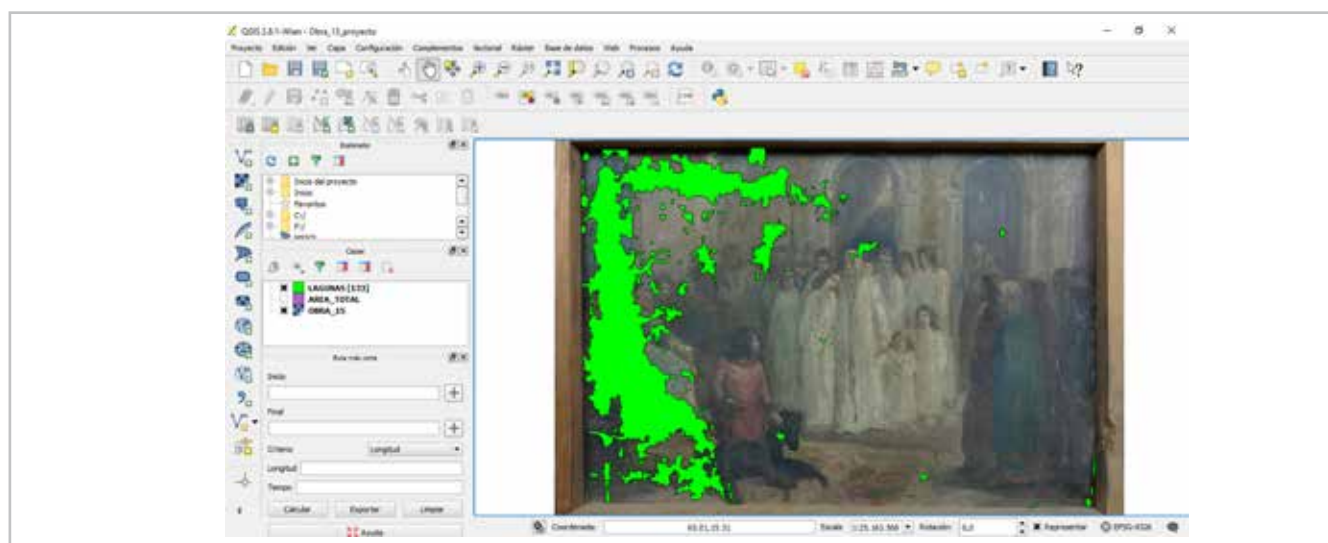 QGIS 2.8.1-Wien - Obra_15_proyecto
Proyecto Edición Ver Capa Configuración Complementos Vectorial Ráster Base de datos Web Procesos Ayuda
Inicio del proyecto
Inicio
Favoritos
C:/
F:/
Capas
LAGUNAS [133]
AREA_TOTAL
OBRA_15
Ruta más corta
Inicio
Final
Criterio Longitud
Longitud
Tiempo
Calcular Exportar Limpiar
Ayuda
Coordenada: Escala Rotación 0,0 Representar